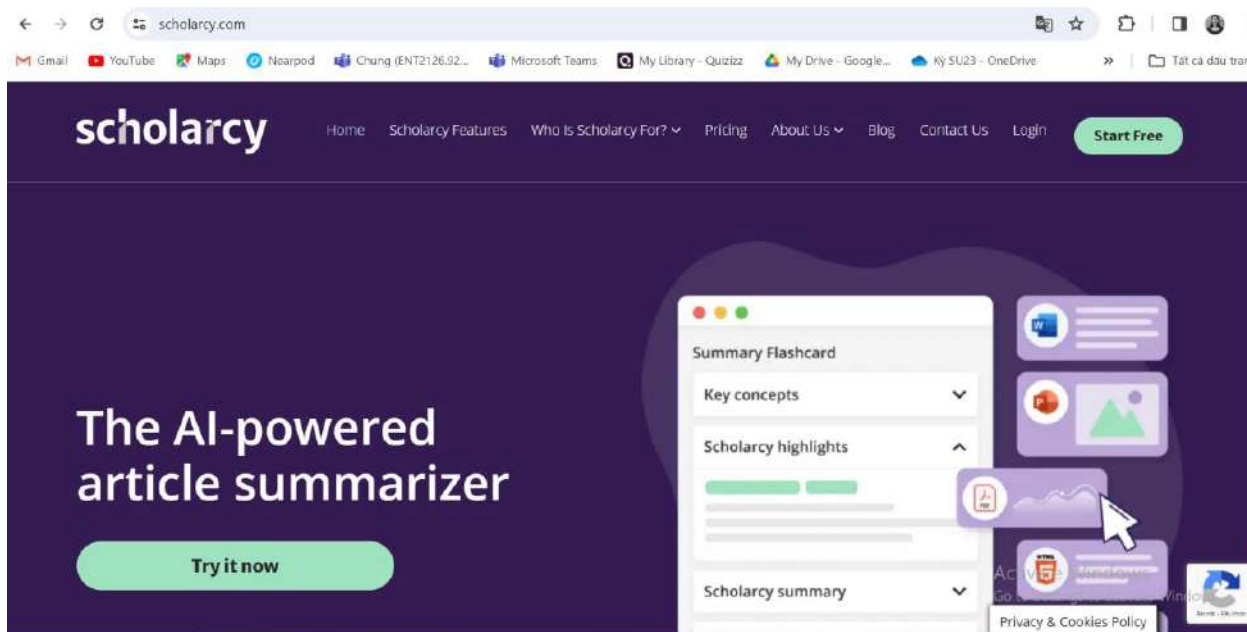 scholarcy.com
Gmail YouTube Maps Nearpod Chung (ENT2126.92... Microsoft Teams My Library - Quizizz My Drive - Google... Kỳ SU23 - OneDrive » Tất cả dấu tran
scholarcy Home Scholarcy Features Who Is Scholarcy For? Pricing About Us Blog Contact Us Login Start Free
Summary Flashcard
Key concepts
Scholarcy highlights
The AI-powered
article summarizer
PDF
HTML
Try it now
Scholarcy summary
Privacy & Cookies Policy